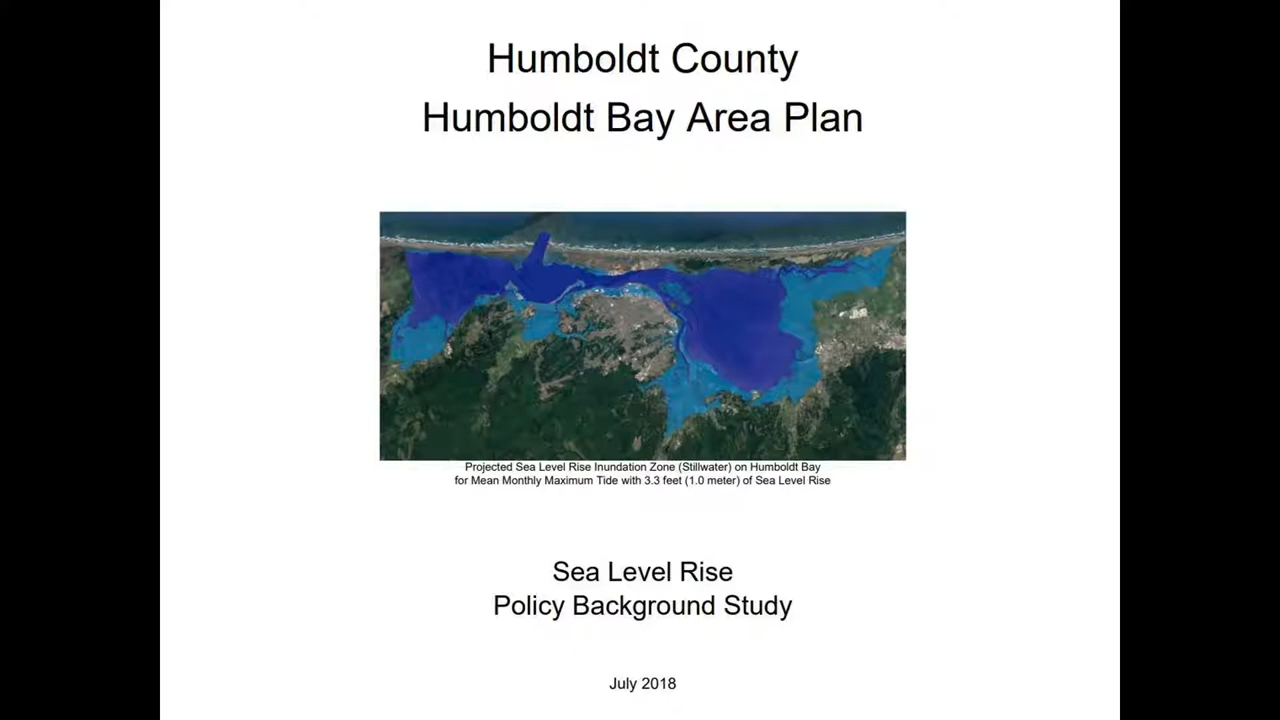 Humboldt County
Humboldt Bay Area Plan
Projected Sea Level Rise Inundation Zone (Stillwater) on Humboldt Bay
for Mean Monthly Maximum Tide with 3.3 feet (1.0 meter) of Sea Level Rise
Sea Level Rise
Policy Background Study
July 2018